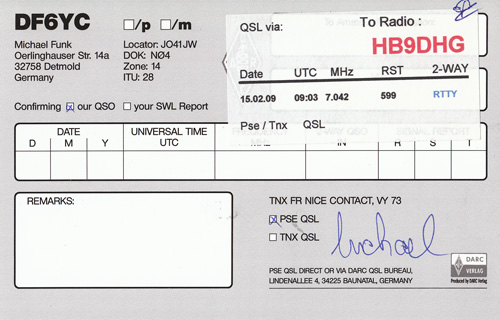 DF6YC /p /m
Michael Funk
Oerlinghauser Str. 14a
32758 Detmold
Germany
Locator: JO41JW
DOK: NØ4
Zone: 14
ITU: 28
Confirming our QSO your SWL Report
QSL via: To Radio :
HB9DHG
Date UTC MHz RST 2-WAY
15.02.09 09:03 7.042 599 RTTY
Pse / Tnx QSL
DATE UNIVERSAL TIME
D M Y UTC R S T
REMARKS:
TNX FR NICE CONTACT, VY 73
PSE QSL
TNX QSL
Michael
PSE QSL DIRECT OR VIA DARC QSL BUREAU,
LINDENALLEE 4, 34225 BAUNATAL, GERMANY
DARC
VERLAG
Produced by DARC Verlag